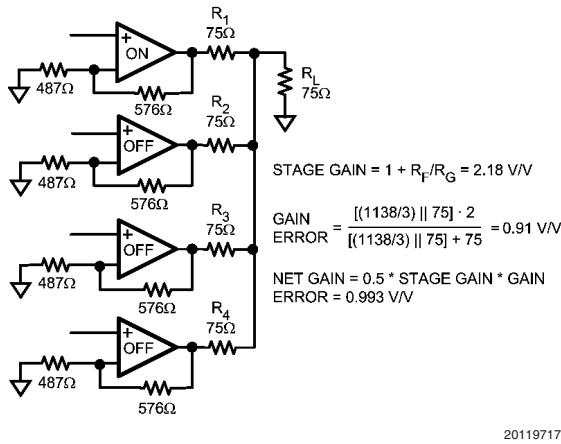 R1
75Ω
+
ON
487Ω
576Ω
RL
75Ω
R2
75Ω
+
OFF
487Ω
576Ω
STAGE GAIN = 1 + RF/RG = 2.18 V/V
GAIN ERROR = [(1138/3) || 75] · 2 / [(1138/3) || 75] + 75 = 0.91 V/V
R3
75Ω
+
OFF
487Ω
576Ω
NET GAIN = 0.5 * STAGE GAIN * GAIN
ERROR = 0.993 V/V
R4
75Ω
+
OFF
487Ω
576Ω
20119717